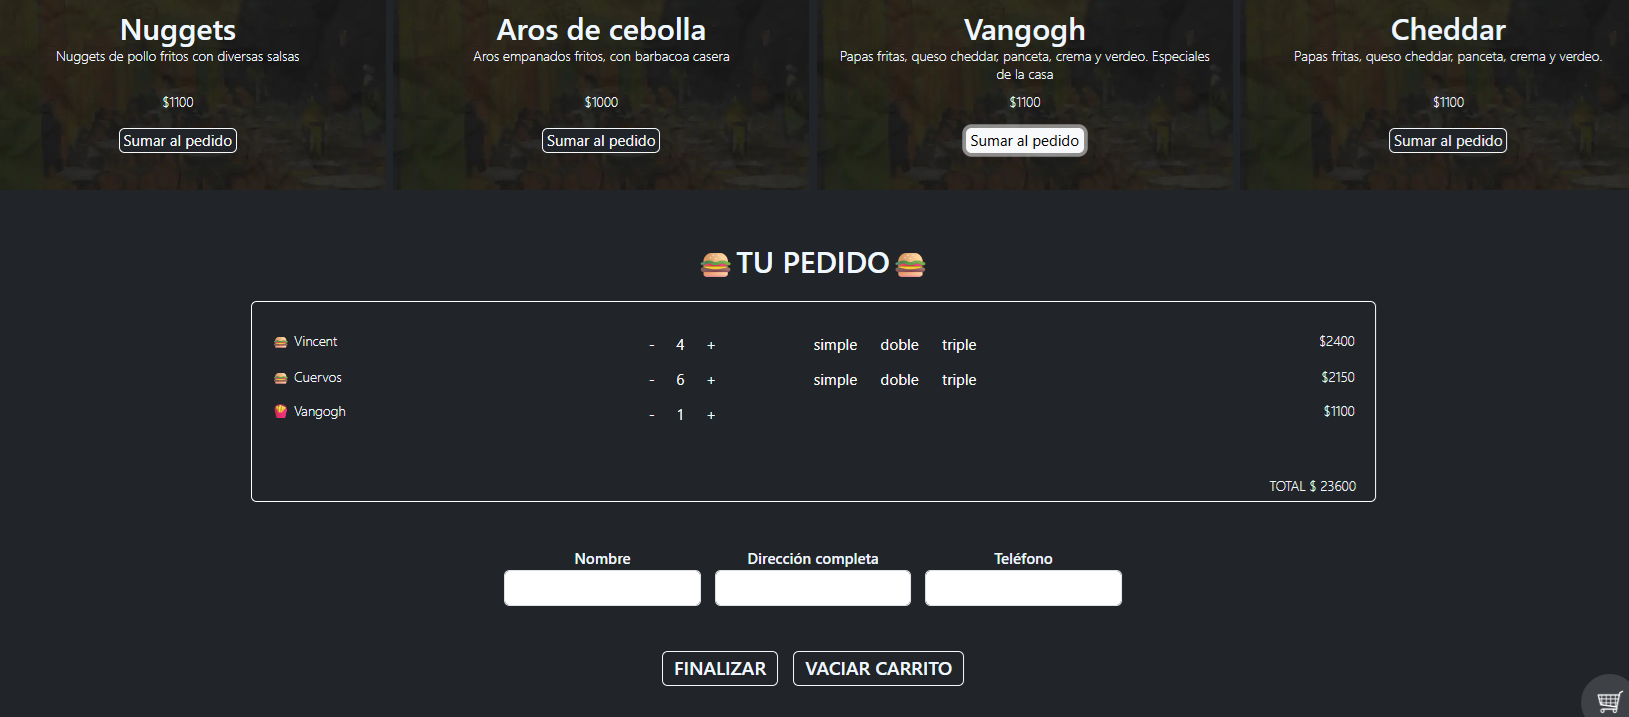 Nuggets
Nuggets de pollo fritos con diversas salsas
$1100
Sumar al pedido
Aros de cebolla
Aros empanados fritos, con barbacoa casera
$1000
Sumar al pedido
Vangogh
Papas fritas, queso cheddar, panceta, crema y verdeo. Especiales
de la casa
$1100
Sumar al pedido
Cheddar
Papas fritas, queso cheddar, panceta, crema y verdeo.
$1100
Sumar al pedido
🍔TU PEDIDO🍔
🍔 Vincent - 4 + simple doble triple $2400
🍔 Cuervos - 6 + simple doble triple $2150
🍟 Vangogh - 1 + $1100
TOTAL $ 23600
Nombre Dirección completa Teléfono
FINALIZAR VACIAR CARRITO